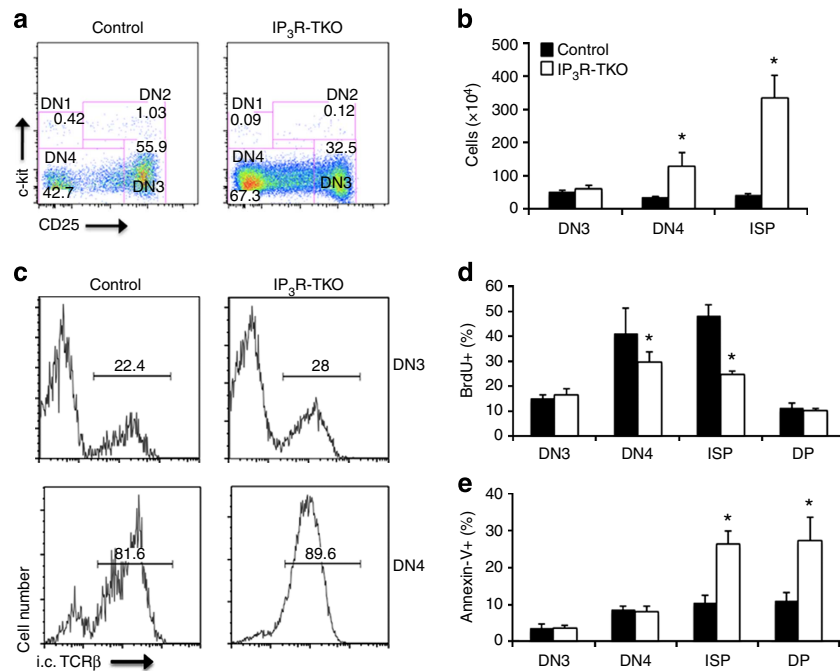 a
Control
IP3R-TKO
DN1
0.42
DN2
1.03
55.9
DN4
42.7
DN3
DN1
0.09
DN2
0.12
32.5
DN4
67.3
DN3
c-kit
CD25
b
Control
IP3R-TKO
Cells (×10⁴)
500
400
300
200
100
0
*
*
DN3
DN4
ISP
c
Control
IP3R-TKO
22.4
28
DN3
81.6
89.6
DN4
Cell number
i.c. TCRβ
d
BrdU+ (%)
60
50
40
30
20
10
0
*
*
DN3
DN4
ISP
DP
e
Annexin-V+ (%)
40
30
20
10
0
*
*
DN3
DN4
ISP
DP